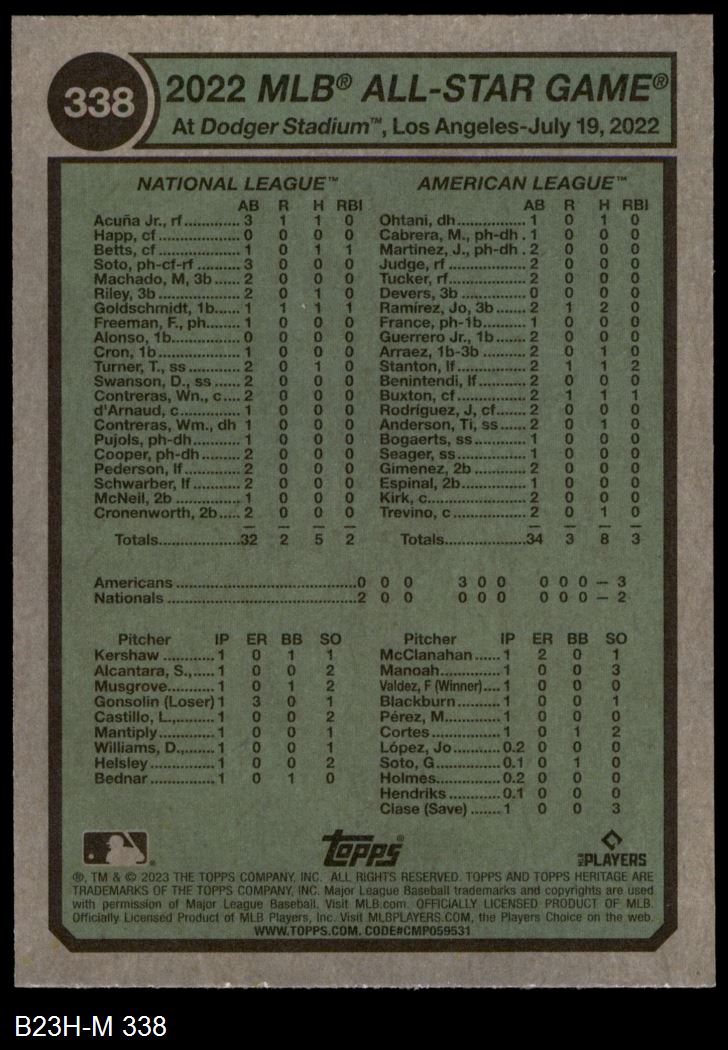 338
2022 MLB® ALL-STAR GAME®
At Dodger Stadium™, Los Angeles-July 19, 2022
NATIONAL LEAGUE™
AB R H RBI
Acuña Jr., rf............. 3 1 1 0
Happ, cf................... 0 0 0 0
Betts, cf................... 1 0 1 1
Soto, ph-cf-rf .......... 3 0 0 0
Machado, M, 3b ...... 2 0 0 0
Riley, 3b .................. 2 0 1 0
Goldschmidt, 1b...... 1 1 1 1
Freeman, F., ph....... 1 0 0 0
Alonso, 1b............... 0 0 0 0
Cron, 1b .................. 1 0 0 0
Turner, T., ss ........... 2 0 1 0
Swanson, D., ss ...... 2 0 0 0
Contreras, Wn., c.... 2 0 0 0
d'Arnaud, c.............. 1 0 0 0
Contreras, Wm., dh 1 0 0 0
Pujols, ph-dh........... 1 0 0 0
Cooper, ph-dh......... 2 0 0 0
Pederson, lf............. 2 0 0 0
Schwarber, lf........... 2 0 0 0
McNeil, 2b ............... 1 0 0 0
Cronenworth, 2b..... 2 0 0 0
Totals.................... 32 2 5 2
AMERICAN LEAGUE™
AB R H RBI
Ohtani, dh................ 1 0 1 0
Cabrera, M., ph-dh . 1 0 0 0
Martinez, J., ph-dh . 2 0 0 0
Judge, rf .................. 2 0 0 0
Tucker, rf.................. 2 0 0 0
Devers, 3b ............... 0 0 0 0
Ramírez, Jo, 3b....... 2 1 2 0
France, ph-1b.......... 1 0 0 0
Guerrero Jr., 1b ...... 2 0 0 0
Arraez, 1b-3b .......... 2 0 1 0
Stanton, lf................ 2 1 1 2
Benintendi, lf........... 2 0 0 0
Buxton, cf................ 2 1 1 1
Rodríguez, J, cf....... 2 0 0 0
Anderson, Ti, ss ...... 2 0 1 0
Bogaerts, ss............ 1 0 0 0
Seager, ss ............... 1 0 0 0
Gimenez, 2b ............ 2 0 0 0
Espinal, 2b............... 1 0 0 0
Kirk, c....................... 2 0 0 0
Trevino, c ................. 2 0 1 0
Totals.................... 34 3 8 3
Americans ....................................... 0 0 0 3 0 0 0 0 0 – 3
Nationals ......................................... 2 0 0 0 0 0 0 0 0 – 2
Pitcher IP ER BB SO
Kershaw ........... 1 0 1 1
Alcantara, S.,..... 1 0 0 2
Musgrove.......... 1 0 1 2
Gonsolin (Loser) 1 3 0 1
Castillo, L.,........ 1 0 0 2
Mantiply ........... 1 0 0 1
Williams, D.,...... 1 0 0 1
Helsley ............. 1 0 0 2
Bednar ............. 1 0 1 0
Pitcher IP ER BB SO
McClanahan ...... 1 2 0 1
Manoah............. 1 0 0 3
Valdez, F (Winner).... 1 0 0 0
Blackburn .......... 1 0 0 1
Pérez, M............ 1 0 0 0
Cortes............... 1 0 1 2
López, Jo .......... 0.2 0 0 0
Soto, G ............. 0.1 0 1 0
Holmes............. 0.2 0 0 0
Hendriks ........... 0.1 0 0 0
Clase (Save) ....... 1 0 0 3
topps®
MLB PLAYERS
®, TM & © 2023 THE TOPPS COMPANY, INC. ALL RIGHTS RESERVED. TOPPS AND TOPPS HERITAGE ARE
TRADEMARKS OF THE TOPPS COMPANY, INC. Major League Baseball trademarks and copyrights are used
with permission of Major League Baseball. Visit MLB.com. OFFICIALLY LICENSED PRODUCT OF MLB.
Officially Licensed Product of MLB Players, Inc. Visit MLBPLAYERS.COM, the Players Choice on the web.
WWW.TOPPS.COM. CODE#CMP059531
B23H-M 338